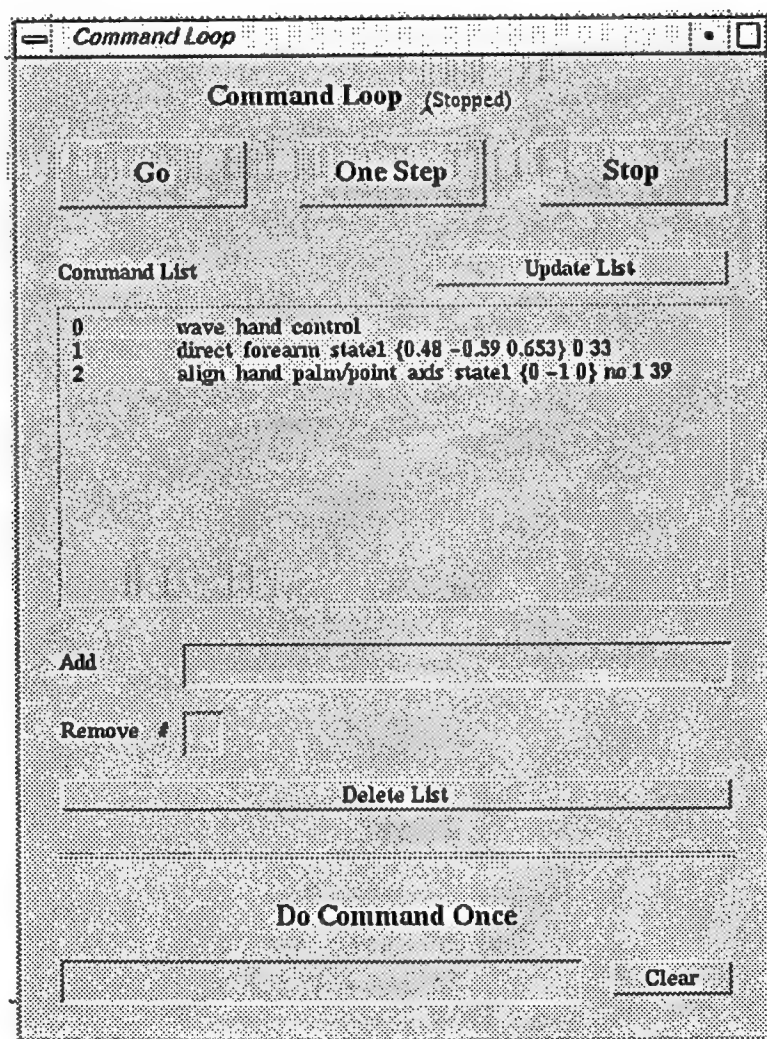 Command Loop
Command Loop (Stopped)
Go One Step Stop
Command List Update List
0 wave hand control
1 direct forearm state1 {0.48 -0.59 0.653} 0 33
2 align hand palm/point axis state1 {0 -1 0} no 1 39
Add
Remove #
Delete List
Do Command Once
Clear